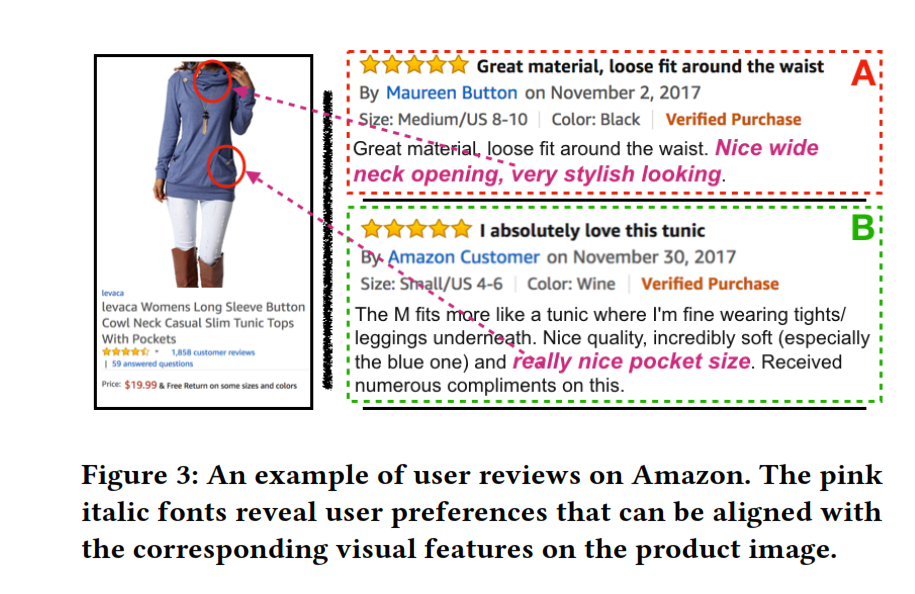 levaca
levaca Womens Long Sleeve Button
Cowl Neck Casual Slim Tunic Tops
With Pockets
1,858 customer reviews
| 59 answered questions
Price: $19.99 & Free Return on some sizes and colors
A
Great material, loose fit around the waist
By Maureen Button on November 2, 2017
Size: Medium/US 8-10 | Color: Black | Verified Purchase
Great material, loose fit around the waist. Nice wide
neck opening, very stylish looking.
B
I absolutely love this tunic
By Amazon Customer on November 30, 2017
Size: Small/US 4-6 | Color: Wine | Verified Purchase
The M fits more like a tunic where I'm fine wearing tights/
leggings underneath. Nice quality, incredibly soft (especially
the blue one) and really nice pocket size. Received
numerous compliments on this.
Figure 3: An example of user reviews on Amazon. The pink
italic fonts reveal user preferences that can be aligned with
the corresponding visual features on the product image.